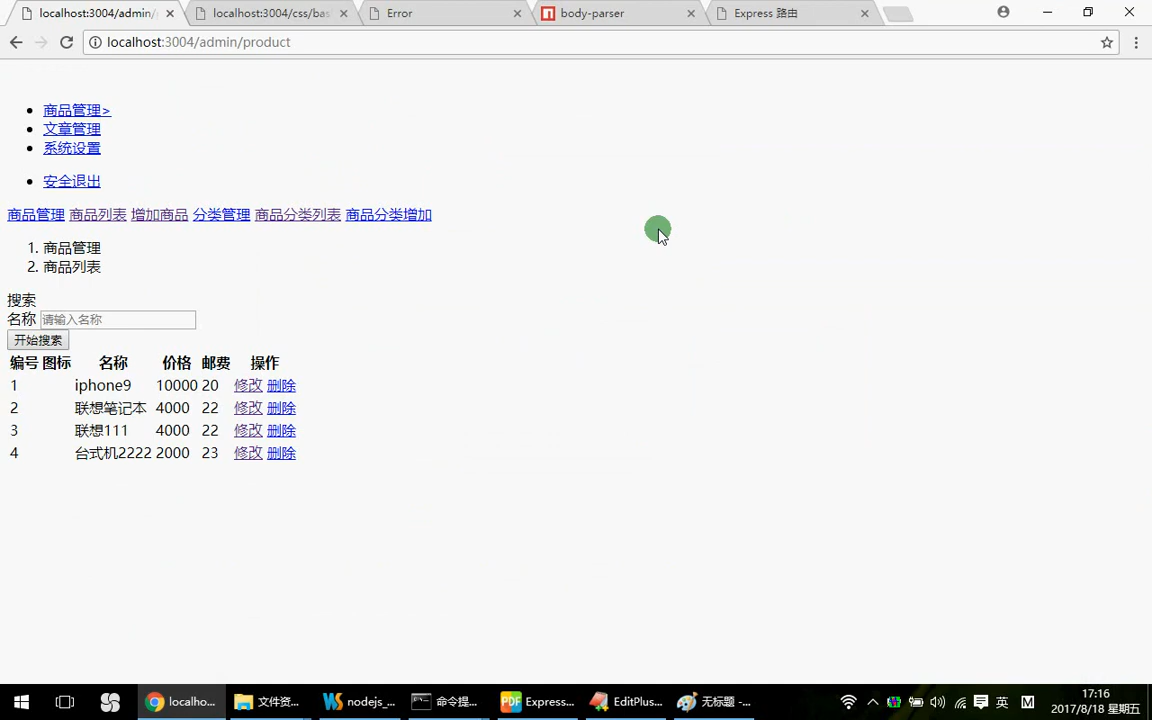 localhost:3004/admin/
localhost:3004/css/bas
Error
body-parser
Express 路由
localhost:3004/admin/product
商品管理>
文章管理
系统设置
安全退出
商品管理 商品列表 增加商品 分类管理 商品分类列表 商品分类增加
1. 商品管理
2. 商品列表
搜索
名称 请输入名称
开始搜索
编号 图标 名称 价格 邮费 操作
1 iphone9 10000 20 修改 删除
2 联想笔记本 4000 22 修改 删除
3 联想111 4000 22 修改 删除
4 台式机2222 2000 23 修改 删除
localho...
文件资...
WS nodejs_...
命令提...
PDF Express...
EditPlus...
无标题 -...
英
M
17:16
2017/8/18 星期五